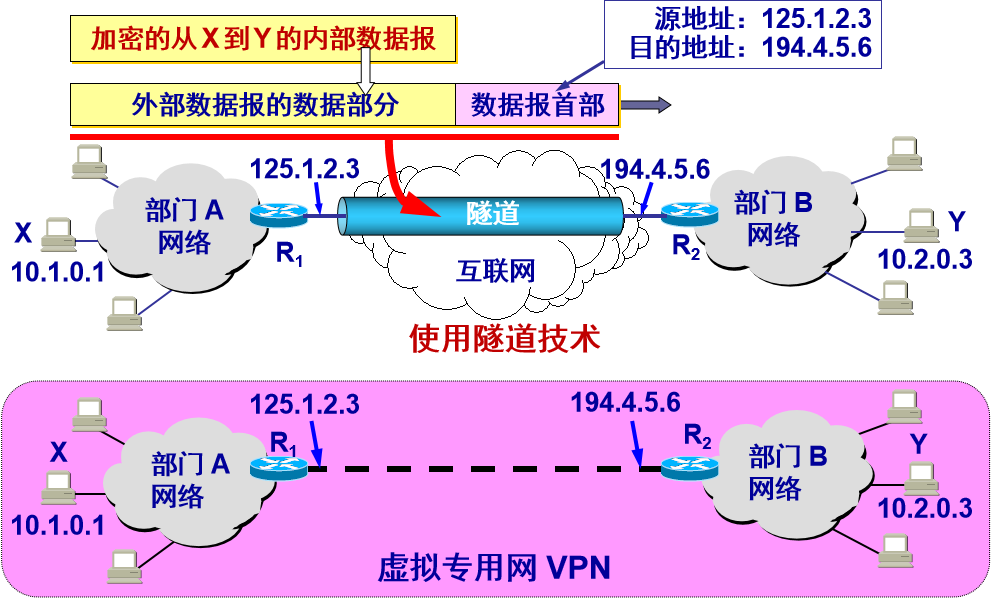 加密的从 X 到 Y 的内部数据报
源地址：125.1.2.3
目的地址：194.4.5.6
外部数据报的数据部分
数据报首部
125.1.2.3
194.4.5.6
部门 A
网络
隧道
部门 B
网络
X
Y
R1
R2
10.1.0.1
10.2.0.3
互联网
使用隧道技术
125.1.2.3
194.4.5.6
X
R1
R2
Y
部门 A
网络
部门 B
网络
10.1.0.1
10.2.0.3
虚拟专用网 VPN